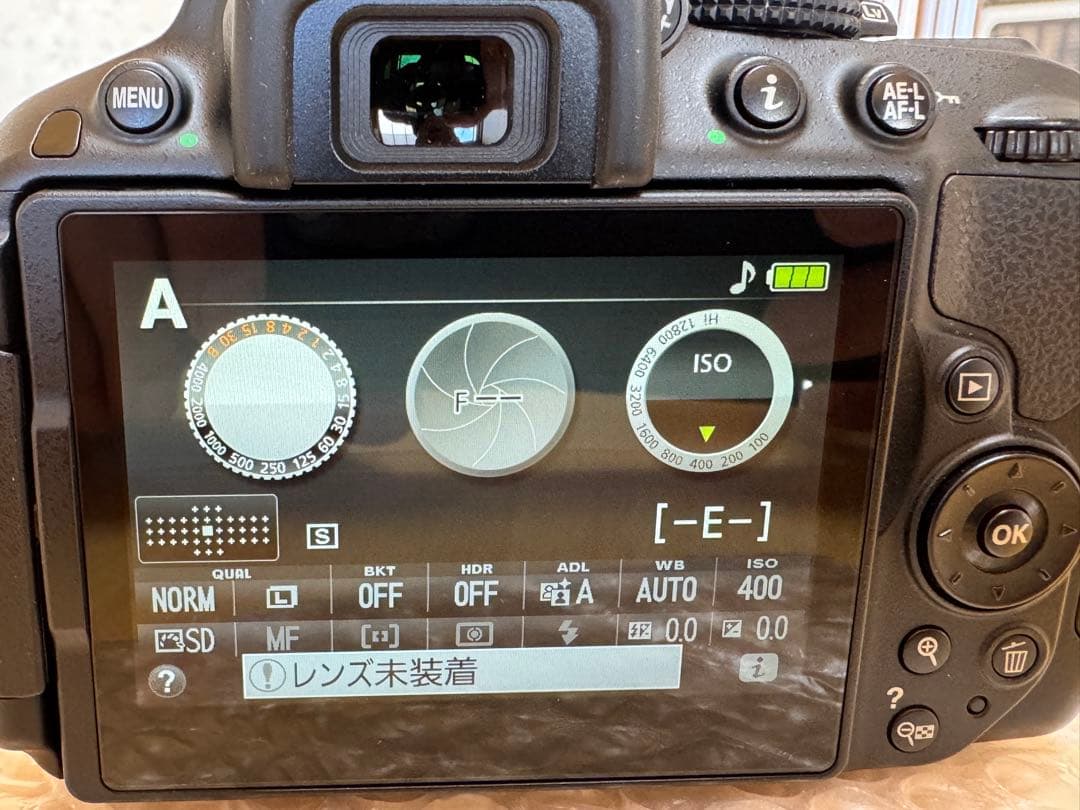 Lv
MENU
i
AE-L
AF-L
A
15 8 4 2 1 2 4 8 15 30 60 125 250 500 1000 2000 4000 8 30
F--
ISO
Hi 12800 6400 3200 1600 800 400 200 100
S
[-E-]
QUAL BKT HDR ADL WB ISO
NORM L OFF OFF A AUTO 400
SD MF 0.0 0.0
? レンズ未装着 i
OK
?